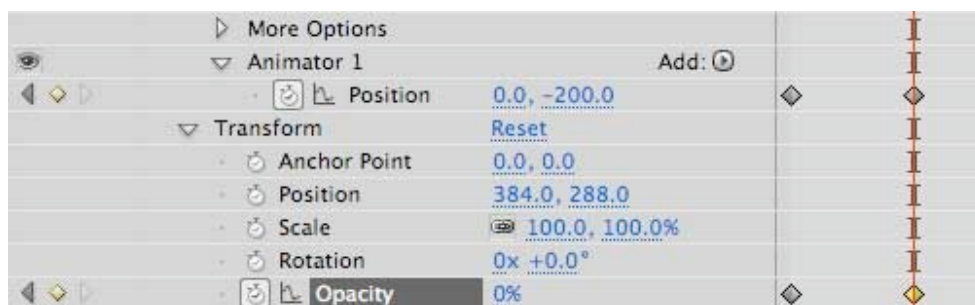 More Options
Animator 1 Add:
Position 0.0, -200.0
Transform Reset
Anchor Point 0.0, 0.0
Position 384.0, 288.0
Scale 100.0, 100.0%
Rotation 0x +0.0°
Opacity 0%